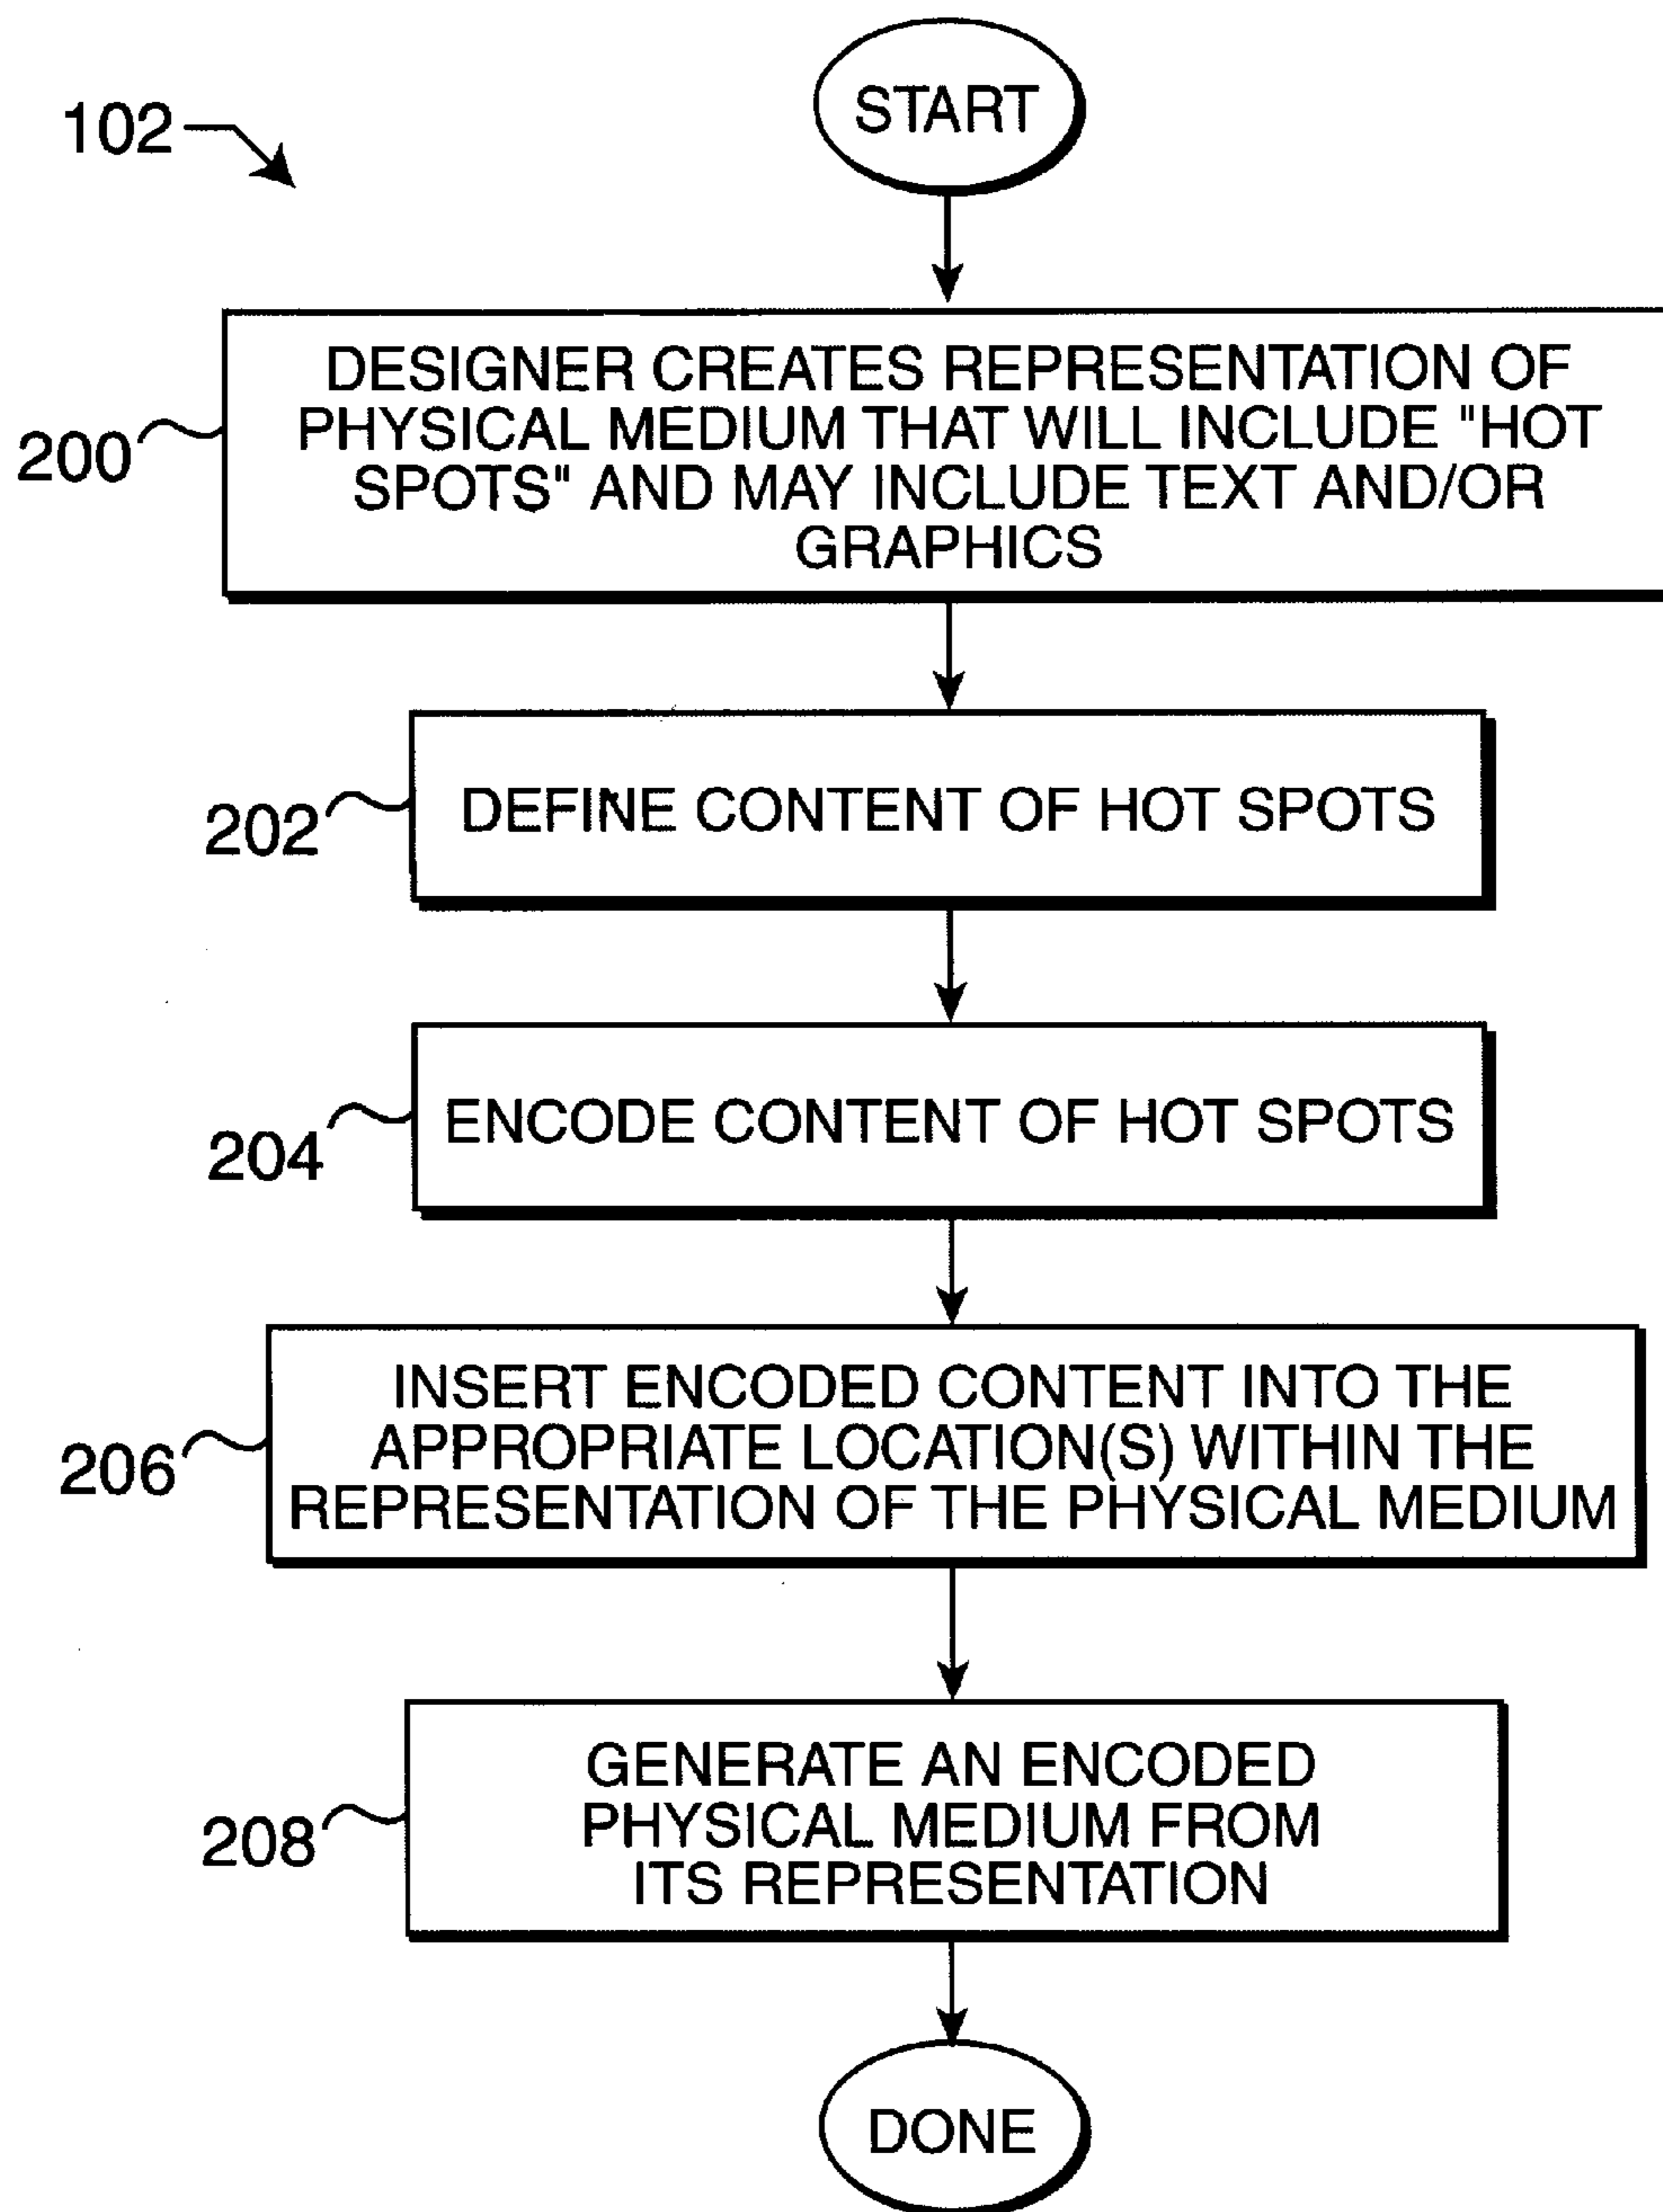 START
102
DESIGNER CREATES REPRESENTATION OF
PHYSICAL MEDIUM THAT WILL INCLUDE "HOT
SPOTS" AND MAY INCLUDE TEXT AND/OR
GRAPHICS
200
DEFINE CONTENT OF HOT SPOTS
202
ENCODE CONTENT OF HOT SPOTS
204
INSERT ENCODED CONTENT INTO THE
APPROPRIATE LOCATION(S) WITHIN THE
REPRESENTATION OF THE PHYSICAL MEDIUM
206
GENERATE AN ENCODED
PHYSICAL MEDIUM FROM
ITS REPRESENTATION
208
DONE